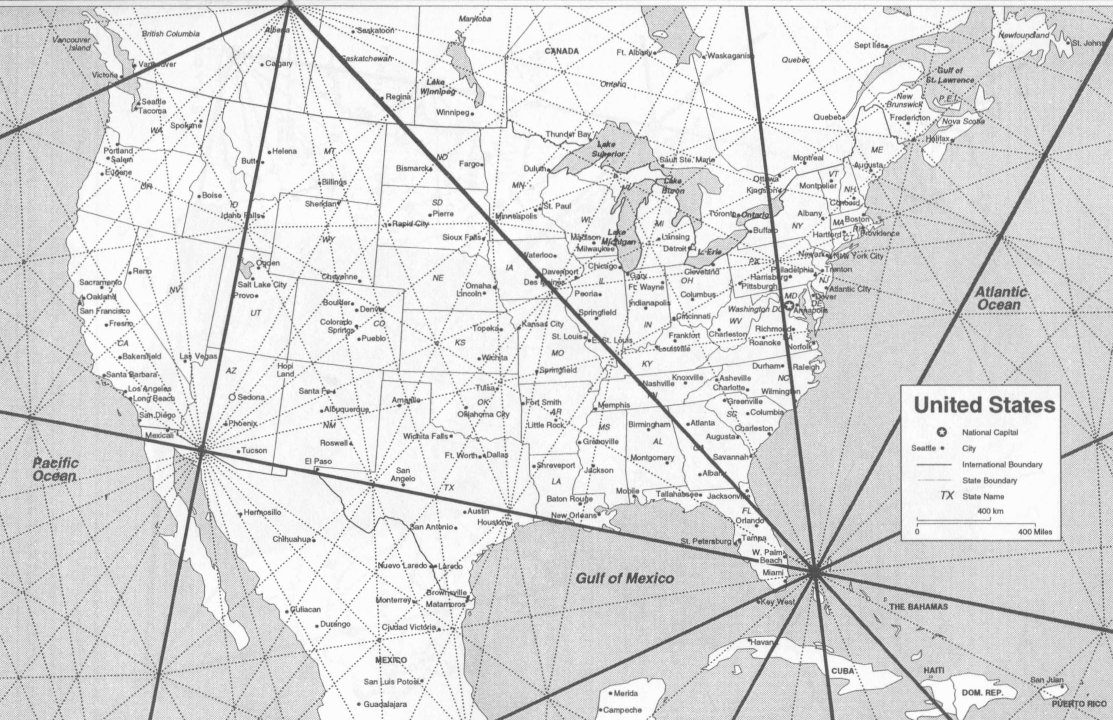 Manitoba
Vancouver
Island
British Columbia
Alberta
Saskatoon
CANADA
Newfoundland
St. Johns
Vancouver
Calgary
Saskatchewan
Ft. Albany
Waskaganish
Quebec
Sept Iles
Victoria
Lake
Winnipeg
Ontario
Gulf of
St. Lawrence
Seattle
Tacoma
Regina
Winnipeg
New
Brunswick
P.E.I.
WA
Spokane
Thunder Bay
Quebec
Fredericton
Nova Scotia
Halifax
Portland
Salem
Eugene
OR
Butte
Helena
MT
Bismarck
ND
Fargo
Duluth
Lake
Superior
Sault Ste. Marie
Montreal
ME
Augusta
Boise
ID
Idaho Falls
Billings
Sheridan
SD
Pierre
Rapid City
MN
Minneapolis
St. Paul
WI
Lake
Huron
Ottawa
Kingston
VT
Montpelier
NH
Concord
WY
Sioux Falls
Madison
Milwaukee
Lake
Michigan
MI
Lansing
Detroit
Toronto
L. Ontario
Buffalo
Albany
NY
MA
Boston
Hartford
RI
Providence
Reno
NV
Ogden
Salt Lake City
Provo
UT
Cheyenne
NE
Omaha
Lincoln
IA
Waterloo
Davenport
Des Moines
Chicago
Gary
Ft. Wayne
L. Erie
Cleveland
OH
PA
Harrisburg
Pittsburgh
Newark
New York City
Philadelphia
Trenton
NJ
Atlantic City
Sacramento
Oakland
San Francisco
Fresno
CA
Boulder
Denver
Colorado
Springs
CO
Pueblo
Topeka
Kansas City
KS
Peoria
IL
Springfield
Indianapolis
IN
Columbus
Cincinnati
MD
DE
Dover
Annapolis
Washington DC
WV
Charleston
Richmond
VA
Norfolk
Roanoke
Atlantic
Ocean
Bakersfield
Las Vegas
Santa Barbara
Los Angeles
Long Beach
San Diego
Mexicali
AZ
Hopi
Land
Sedona
Phoenix
Tucson
Santa Fe
Albuquerque
NM
Roswell
El Paso
Amarillo
Wichita
Tulsa
OK
Oklahoma City
Wichita Falls
St. Louis
E. St. Louis
MO
Springfield
Fort Smith
AR
Little Rock
Frankfort
Louisville
KY
Nashville
TN
Knoxville
Memphis
Asheville
Charlotte
Durham
Raleigh
NC
Wilmington
Greenville
SC
Columbia
Charleston
Birmingham
AL
Montgomery
Atlanta
Augusta
GA
Savannah
Albany
MS
Greenville
Jackson
Shreveport
LA
Ft. Worth
Dallas
San
Angelo
TX
Austin
Houston
San Antonio
Baton Rouge
New Orleans
Mobile
Tallahassee
Jacksonville
FL
Orlando
St. Petersburg
Tampa
W. Palm
Beach
Miami
Key West
Pacific
Ocean
Hermosillo
Chihuahua
Nuevo Laredo
Laredo
Brownsville
Matamoros
Monterrey
Culiacan
Durango
Ciudad Victoria
MEXICO
San Luis Potosi
Guadalajara
Gulf of Mexico
Merida
Campeche
Havana
CUBA
THE BAHAMAS
HAITI
DOM. REP.
San Juan
PUERTO RICO
United States
National Capital
Seattle City
International Boundary
State Boundary
TX State Name
400 km
0
400 Miles